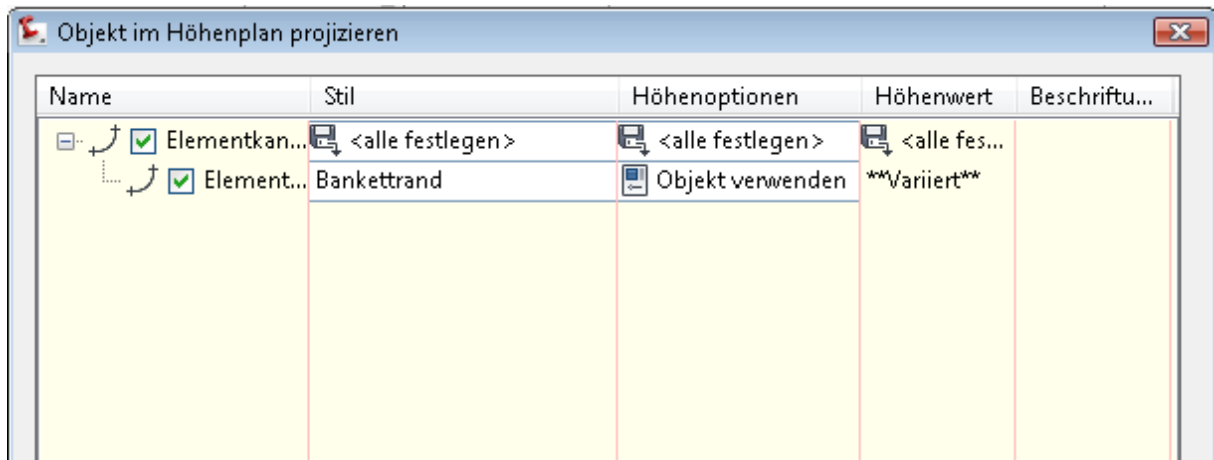 Objekt im Höhenplan projizieren
Name Stil Höhenoptionen Höhenwert Beschriftu...
Elementkan... <alle festlegen> <alle festlegen> <alle fes...
Element... Bankettrand Objekt verwenden **Variiert**